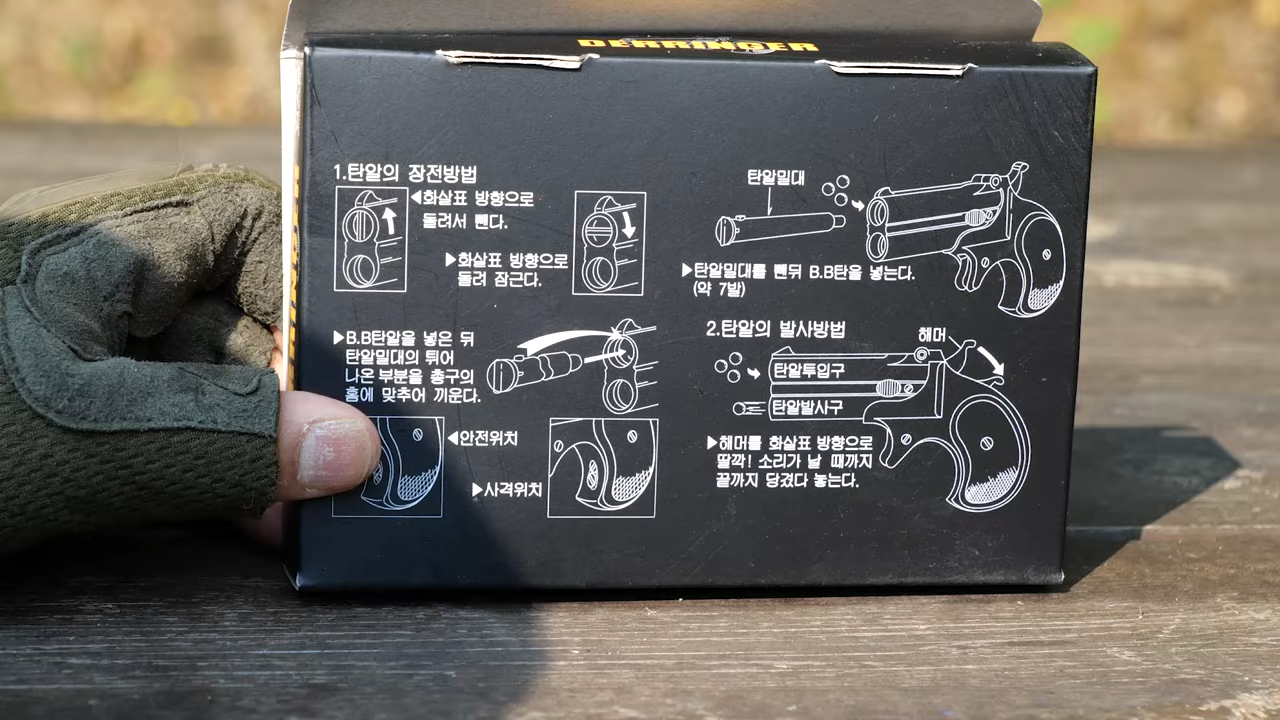 DERRINGER
1.탄알의 장전방법
◀화살표 방향으로
돌려서 뺀다.
▶화살표 방향으로
돌려 잠근다.
탄알밀대
▶탄알밀대를 뺀뒤 B.B탄을 넣는다.
(약 7발)
▶B.B탄알을 넣은 뒤
탄알밀대의 튀어
나온 부분을 총구의
홈에 맞추어 끼운다.
◀안전위치
▶사격위치
2.탄알의 발사방법
해머
탄알투입구
탄알발사구
▶해머를 화살표 방향으로
딸깍! 소리가 날 때까지
끝까지 당겼다 놓는다.